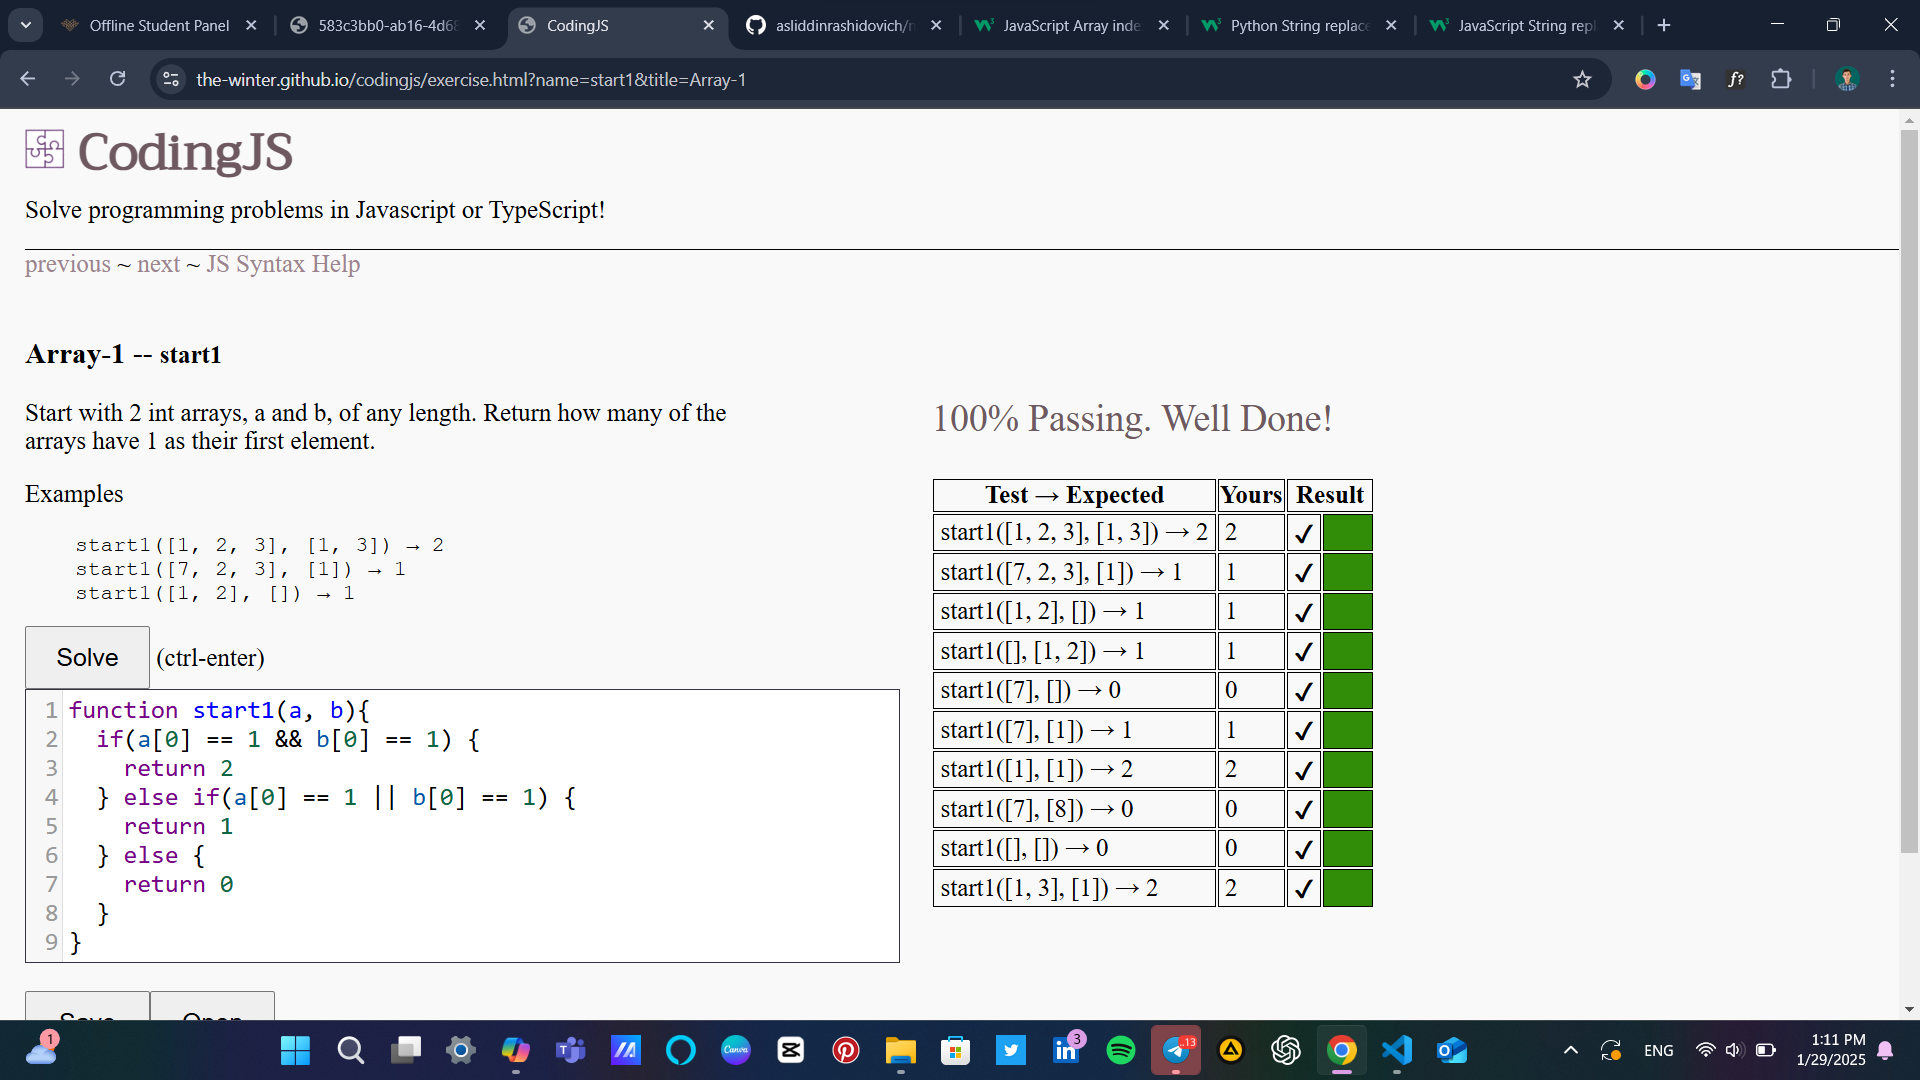 Offline Student Panel
583c3bb0-ab16-4d68
CodingJS
asliddinrashidovich/
JavaScript Array inde
Python String replace
JavaScript String repl
the-winter.github.io/codingjs/exercise.html?name=start1&title=Array-1
f?
CodingJS
Solve programming problems in Javascript or TypeScript!
previous ~ next ~ JS Syntax Help
Array-1 -- start1
Start with 2 int arrays, a and b, of any length. Return how many of the
arrays have 1 as their first element.
Examples
start1([1, 2, 3], [1, 3]) → 2
start1([7, 2, 3], [1]) → 1
start1([1, 2], []) → 1
Solve (ctrl-enter)
1 function start1(a, b){
2 if(a[0] == 1 && b[0] == 1) {
3 return 2
4 } else if(a[0] == 1 || b[0] == 1) {
5 return 1
6 } else {
7 return 0
8 }
9 }
Save Open
100% Passing. Well Done!
Test → Expected Yours Result
start1([1, 2, 3], [1, 3]) → 2 2 ✔
start1([7, 2, 3], [1]) → 1 1 ✔
start1([1, 2], []) → 1 1 ✔
start1([], [1, 2]) → 1 1 ✔
start1([7], []) → 0 0 ✔
start1([7], [1]) → 1 1 ✔
start1([1], [1]) → 2 2 ✔
start1([7], [8]) → 0 0 ✔
start1([], []) → 0 0 ✔
start1([1, 3], [1]) → 2 2 ✔
1
Canva
3
..13
ENG
1:11 PM
1/29/2025